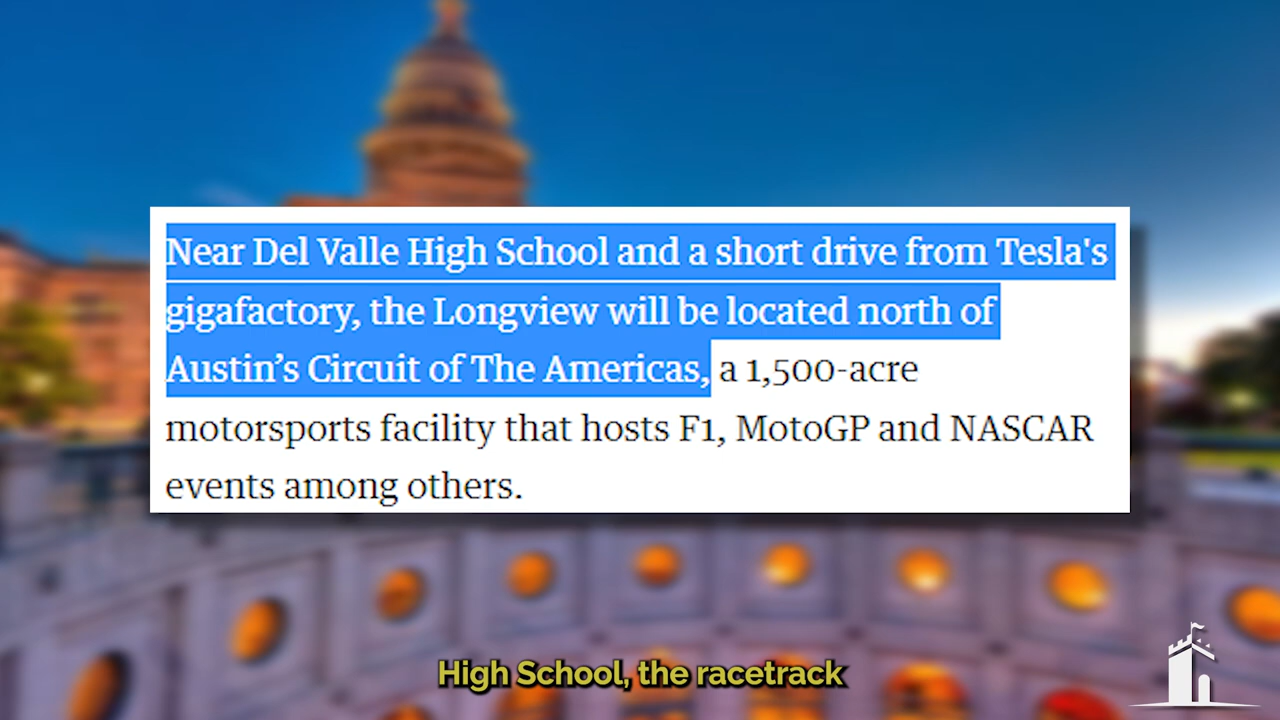 Near Del Valle High School and a short drive from Tesla's
gigafactory, the Longview will be located north of
Austin’s Circuit of The Americas, a 1,500-acre
motorsports facility that hosts F1, MotoGP and NASCAR
events among others.
High School, the racetrack